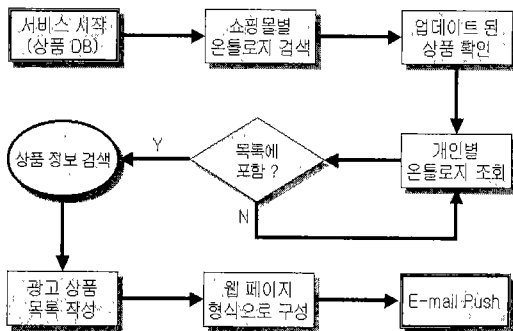 서비스 시작
(상품 DB)
쇼핑몰별
온톨로지 검색
업데이트 된
상품 확인
상품 정보 검색
Y
목록에
포함 ?
N
개인별
온톨로지 조회
광고 상품
목록 작성
웹 페이지
형식으로 구성
E-mail Push